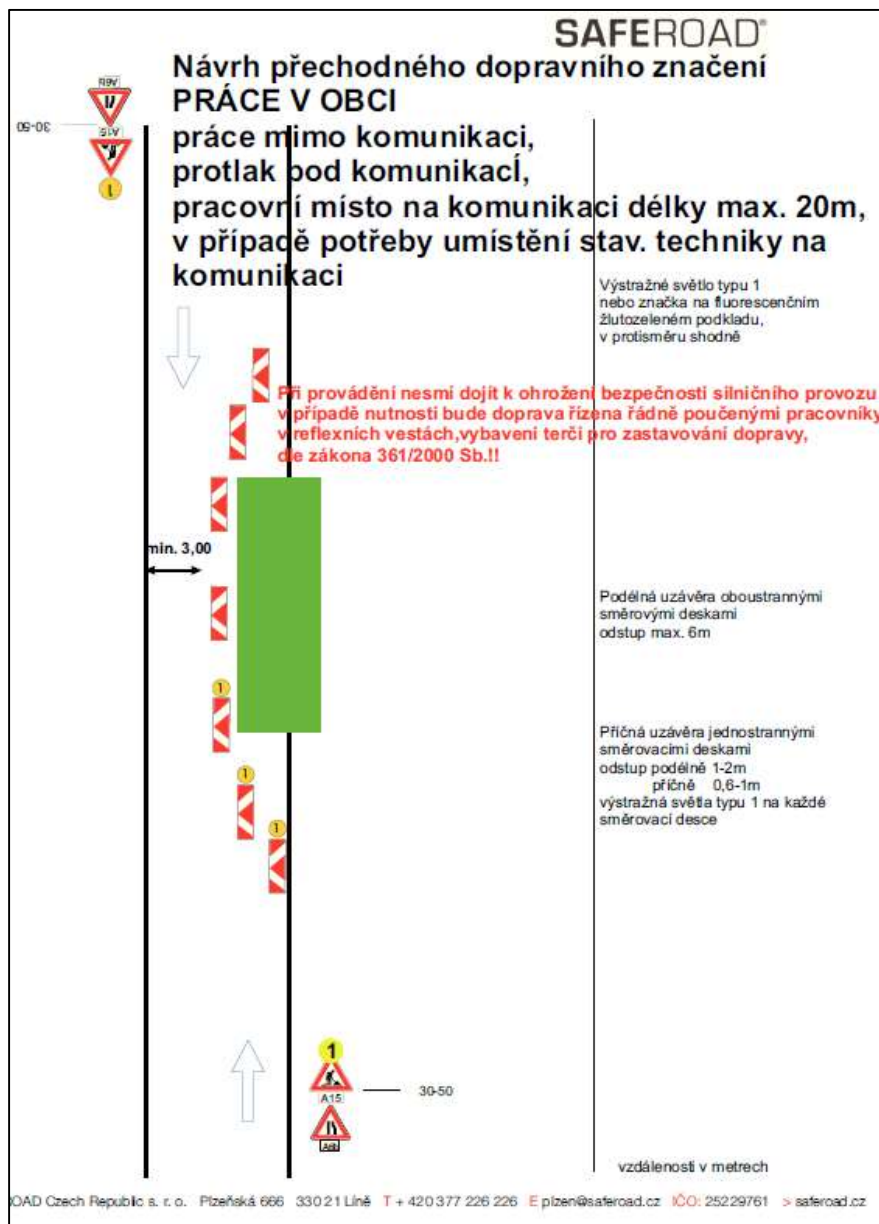 SAFEROAD®
Návrh přechodného dopravního značení
PRÁCE V OBCI
práce mimo komunikaci,
protlak pod komunikací,
pracovní místo na komunikaci délky max. 20m,
v případě potřeby umístění stav. techniky na
komunikaci
A6b
30-50
A15
1
Výstražné světlo typu 1
nebo značka na fluorescenčním
žlutozeleném podkladu,
v protisměru shodně
Při provádění nesmí dojít k ohrožení bezpečnosti silničního provozu
v případě nutnosti bude doprava řízena řádně poučenými pracovníky
v reflexních vestách,vybavení terči pro zastavování dopravy,
dle zákona 361/2000 Sb.!!
min. 3,00
Podélná uzávěra oboustrannými
směrovými deskami
odstup max. 6m
1
Příčná uzávěra jednostrannými
směrovacími deskami
odstup podélně 1-2m
příčně 0,6-1m
výstražná světla typu 1 na každé
směrovací desce
1
1
1
A15
30-50
A6b
vzdálenosti v metrech
OAD Czech Republic s. r. o. Plzeňská 666 330 21 Líně T + 420 377 226 226 E plzen@saferoad.cz IČO: 25229761 > saferoad.cz